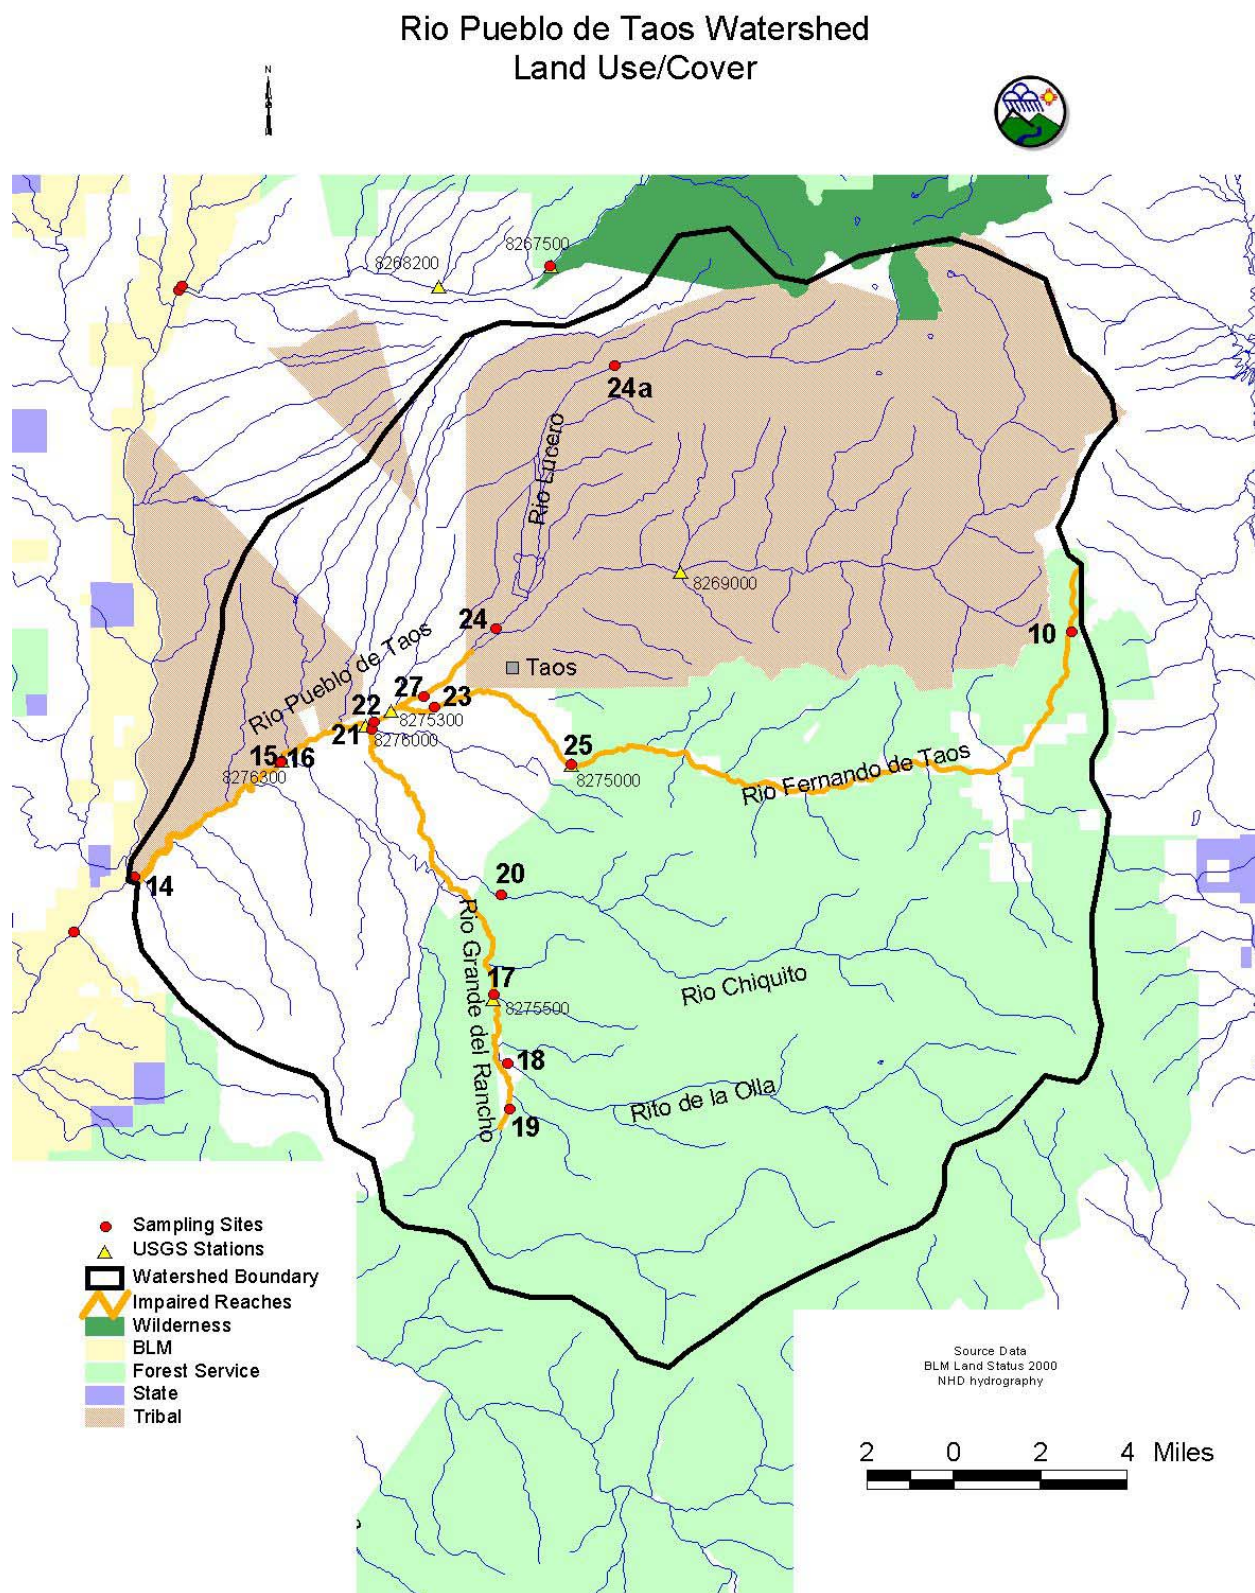 Rio Pueblo de Taos Watershed
Land Use/Cover
N
8267500
8268200
24a
Rio Lucero
8269000
24
10
Rio Pueblo de Taos
Taos
27
23
22
8275300
21
8276000
15
16
8276300
25
8275000
Rio Fernando de Taos
14
20
Rio Grande del Rancho
17
8275500
Rio Chiquito
18
Rito de la Olla
19
Sampling Sites
USGS Stations
Watershed Boundary
Impaired Reaches
Wilderness
BLM
Forest Service
State
Tribal
Source Data
BLM Land Status 2000
NHD hydrography
2 0 2 4 Miles